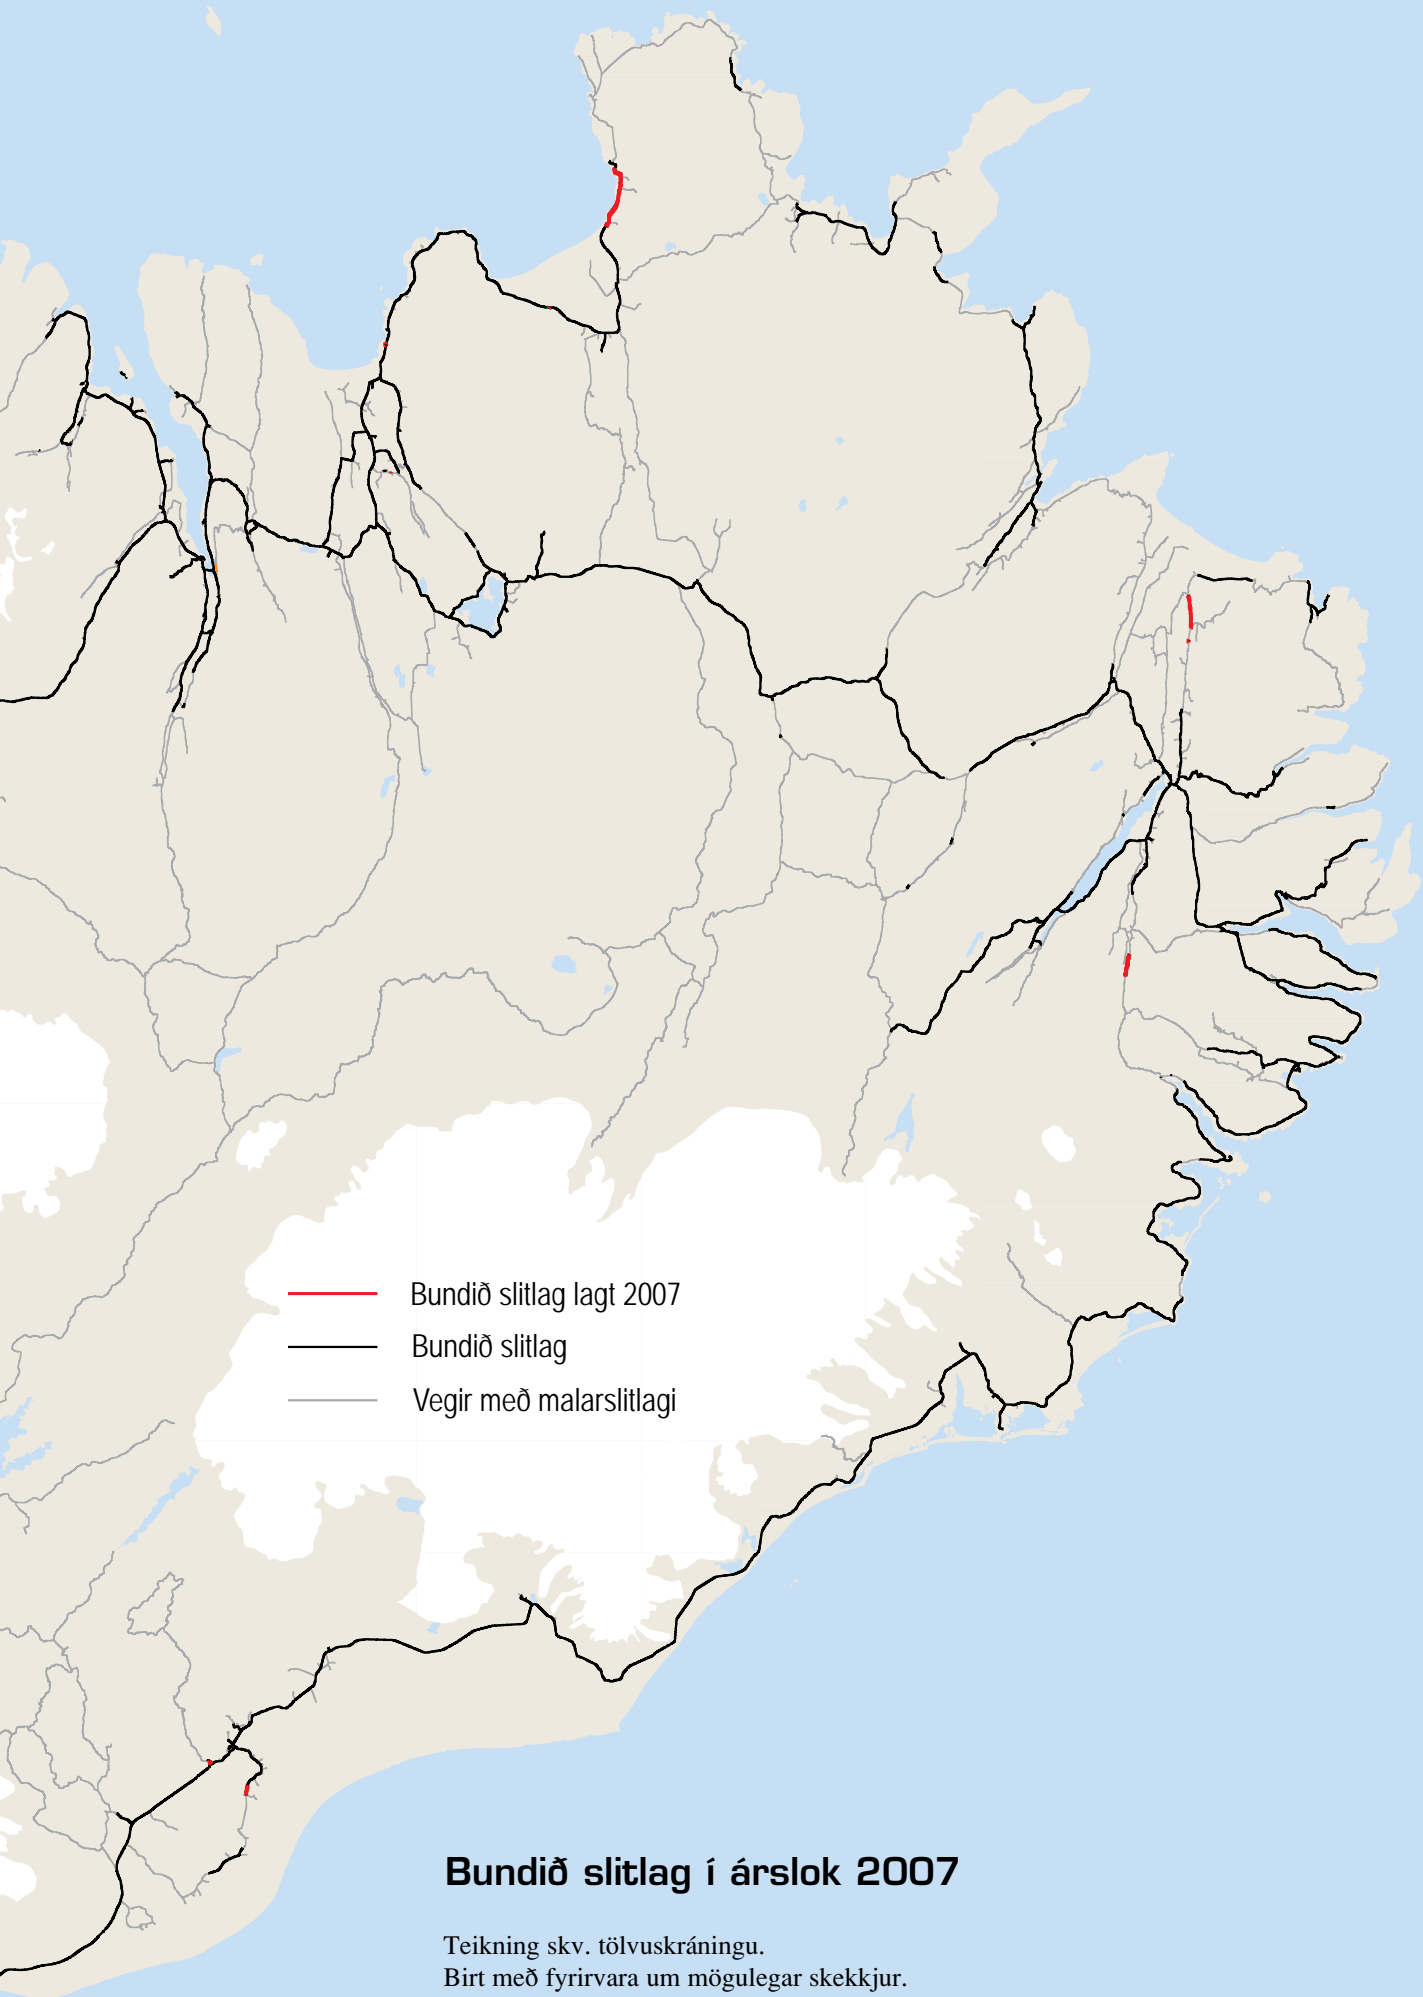 Bundið slitlag lagt 2007
Bundið slitlag
Vegir með malarslitlagi
Bundið slitlag í árslok 2007
Teikning skv. tölvuskráningu.
Birt með fyrirvara um mögulegar skekkjur.